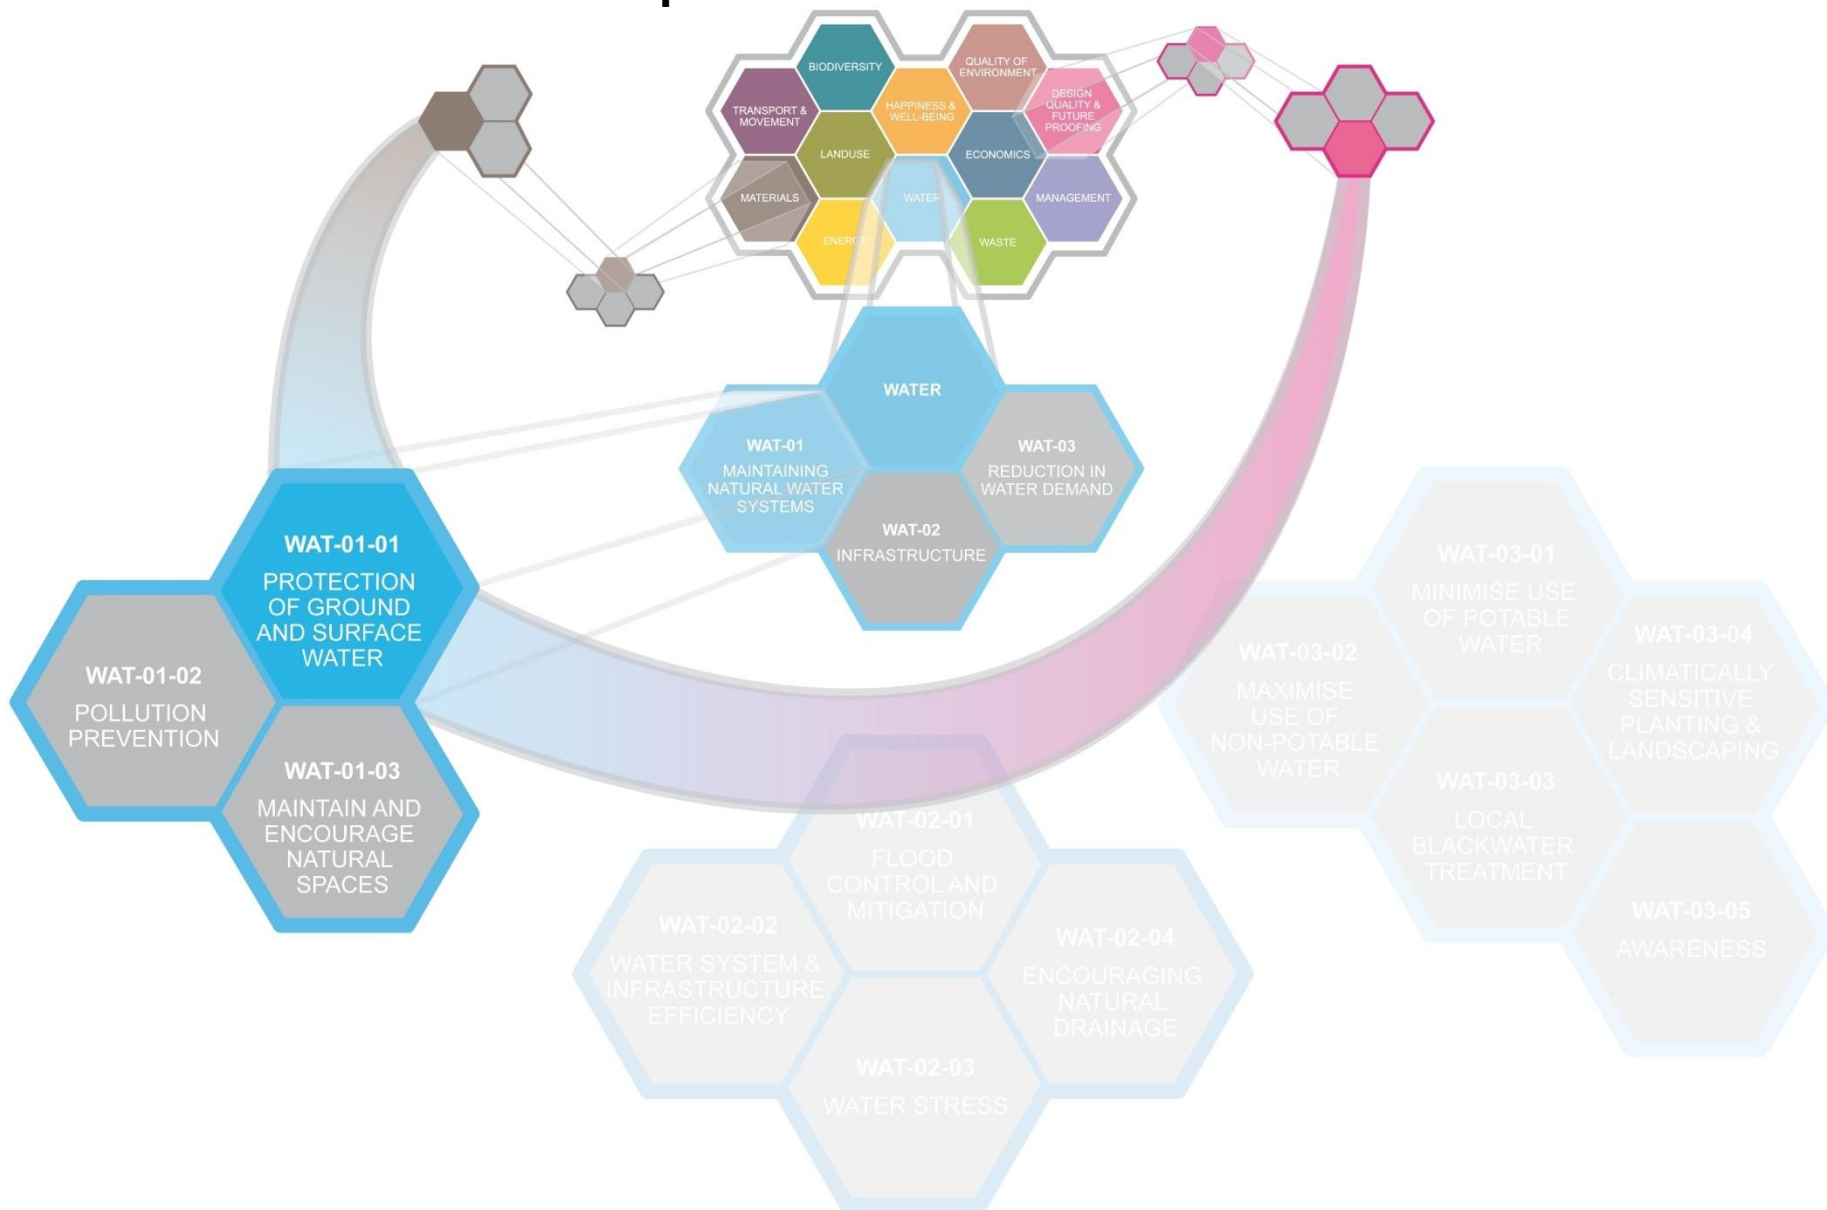 BIODIVERSITY
QUALITY OF
ENVIRONMENT
TRANSPORT &
MOVEMENT
HAPPINESS &
WELL-BEING
DESIGN
QUALITY &
FUTURE
PROOFING
LANDUSE
ECONOMICS
MATERIALS
WATER
MANAGEMENT
ENERGY
WASTE
WATER
WAT-01
MAINTAINING
NATURAL WATER
SYSTEMS
WAT-03
REDUCTION IN
WATER DEMAND
WAT-02
INFRASTRUCTURE
WAT-01-01
PROTECTION
OF GROUND
AND SURFACE
WATER
WAT-01-02
POLLUTION
PREVENTION
WAT-01-03
MAINTAIN AND
ENCOURAGE
NATURAL
SPACES
WAT-03-01
MINIMISE USE
OF POTABLE
WATER
WAT-03-02
MAXIMISE
USE OF
NON-POTABLE
WATER
WAT-03-04
CLIMATICALLY
SENSITIVE
PLANTING &
LANDSCAPING
WAT-03-03
LOCAL
BLACKWATER
TREATMENT
WAT-03-05
AWARENESS
WAT-02-01
FLOOD
CONTROL AND
MITIGATION
WAT-02-02
WATER SYSTEM &
INFRASTRUCTURE
EFFICIENCY
WAT-02-04
ENCOURAGING
NATURAL
DRAINAGE
WAT-02-03
WATER STRESS